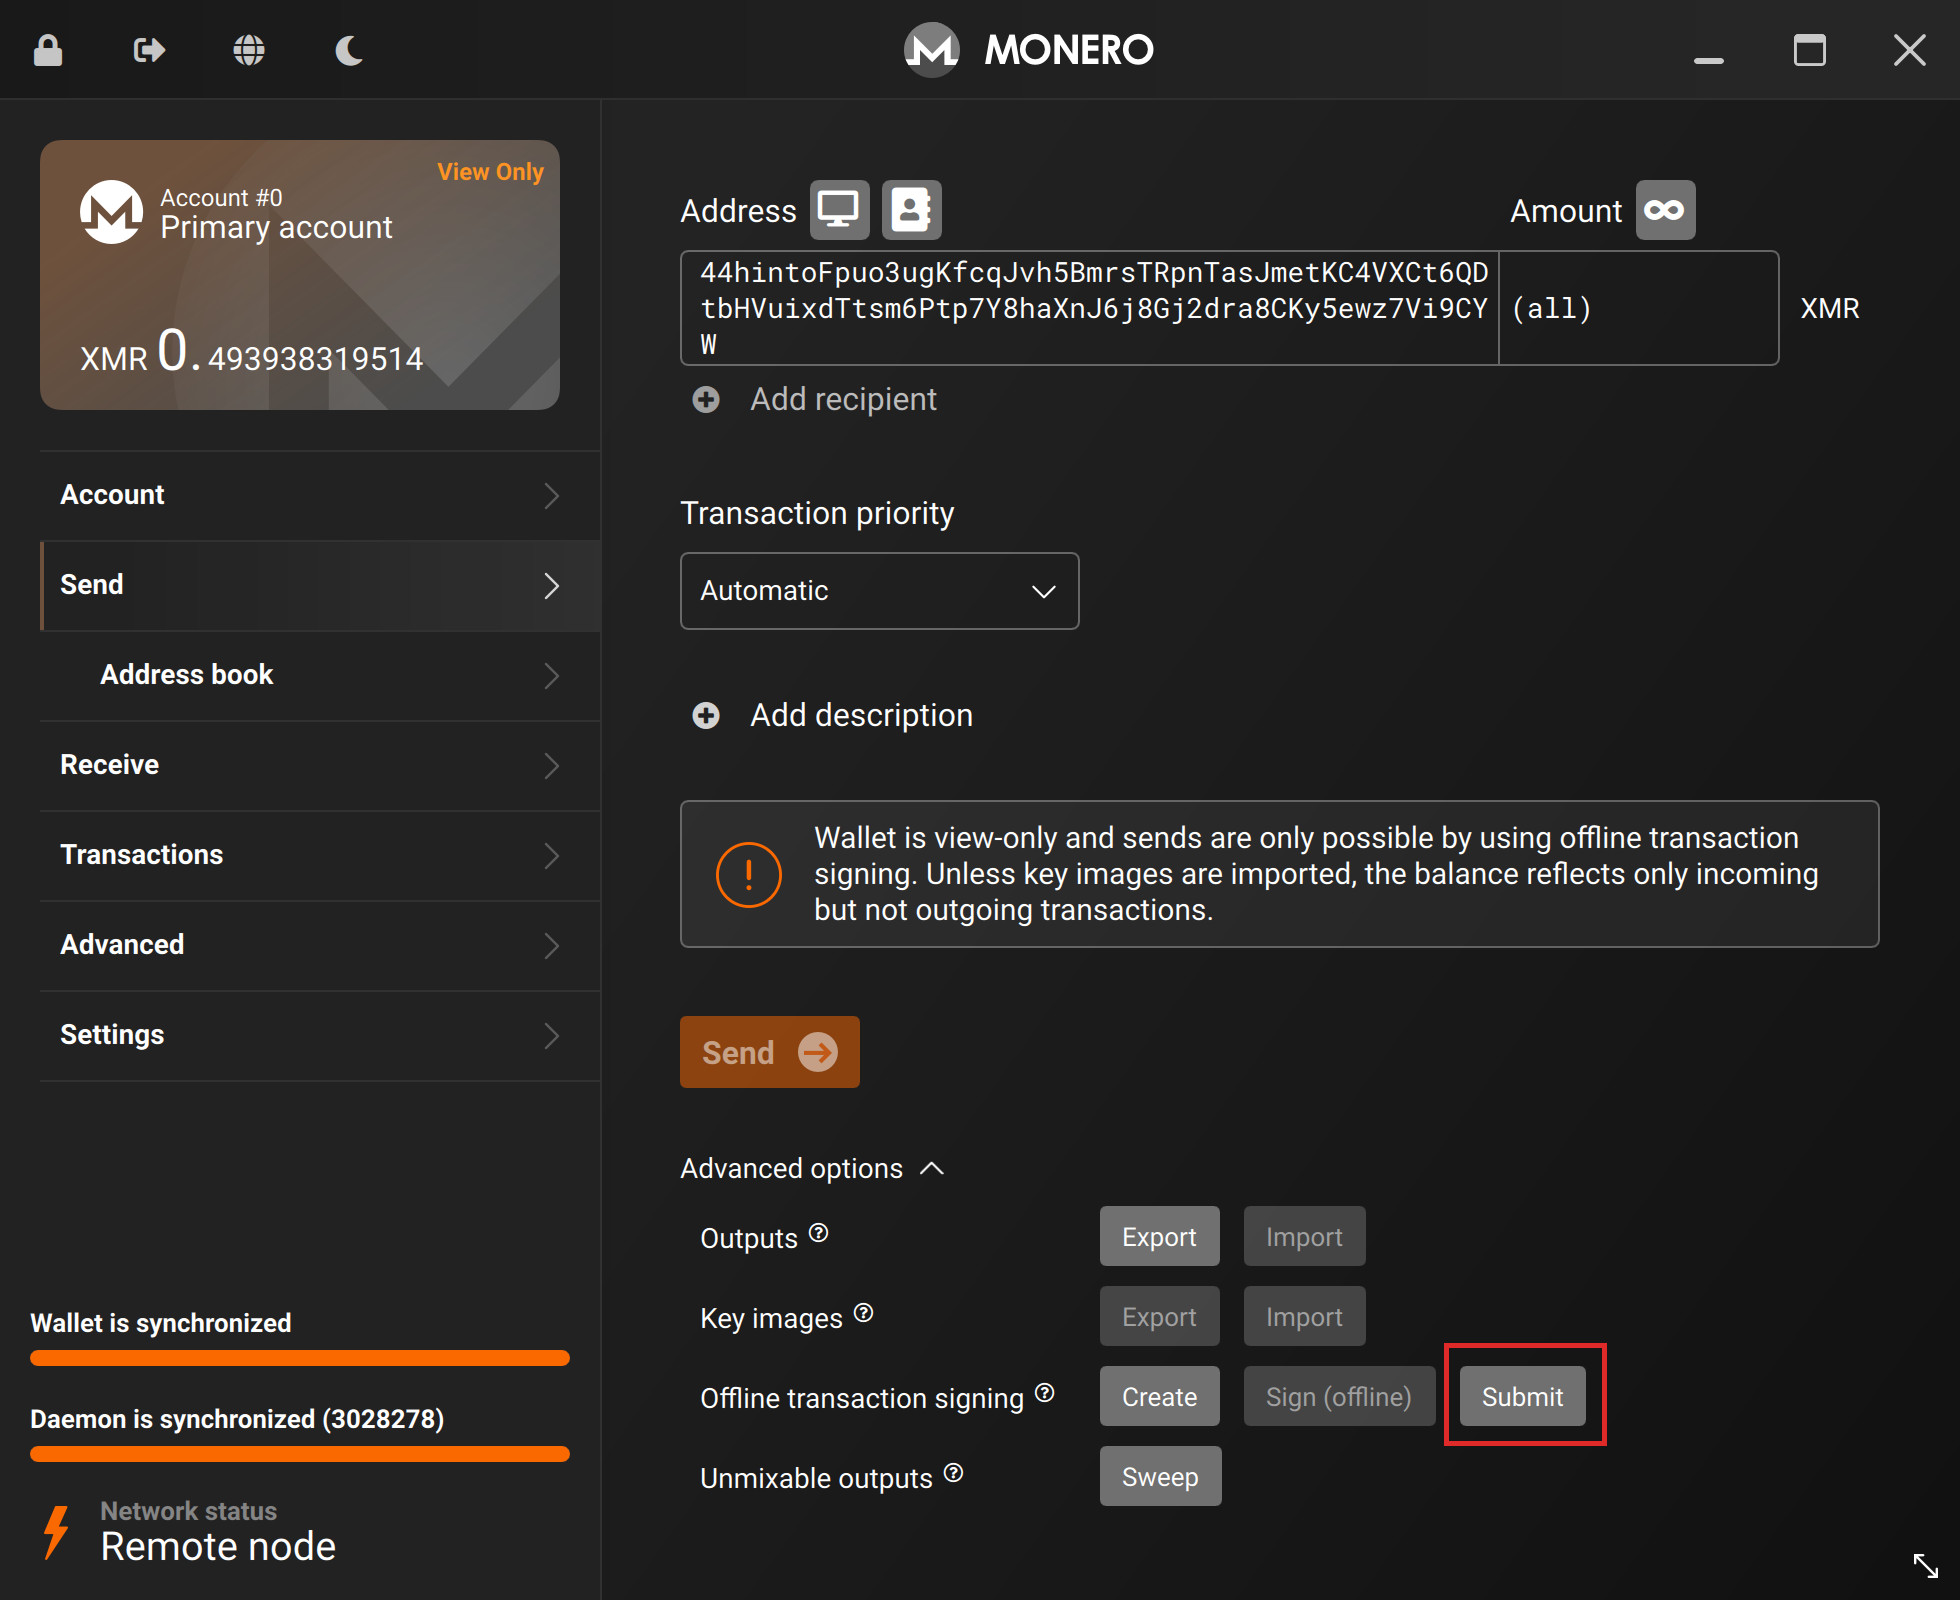 MONERO
View Only
Account #0
Primary account
XMR 0.493938319514
Account
Send
Address book
Receive
Transactions
Advanced
Settings
Wallet is synchronized
Daemon is synchronized (3028278)
Network status
Remote node
Address
Amount
44hintoFpuo3ugKfcqJvh5BmrsTRpnTasJmetKC4VXCt6QD
tbHVuixdTtsm6Ptp7Y8haXnJ6j8Gj2dra8CKy5ewz7Vi9CY
W
(all)
XMR
Add recipient
Transaction priority
Automatic
Add description
Wallet is view-only and sends are only possible by using offline transaction
signing. Unless key images are imported, the balance reflects only incoming
but not outgoing transactions.
Send
Advanced options
Outputs ? Export Import
Key images ? Export Import
Offline transaction signing ? Create Sign (offline) Submit
Unmixable outputs ? Sweep